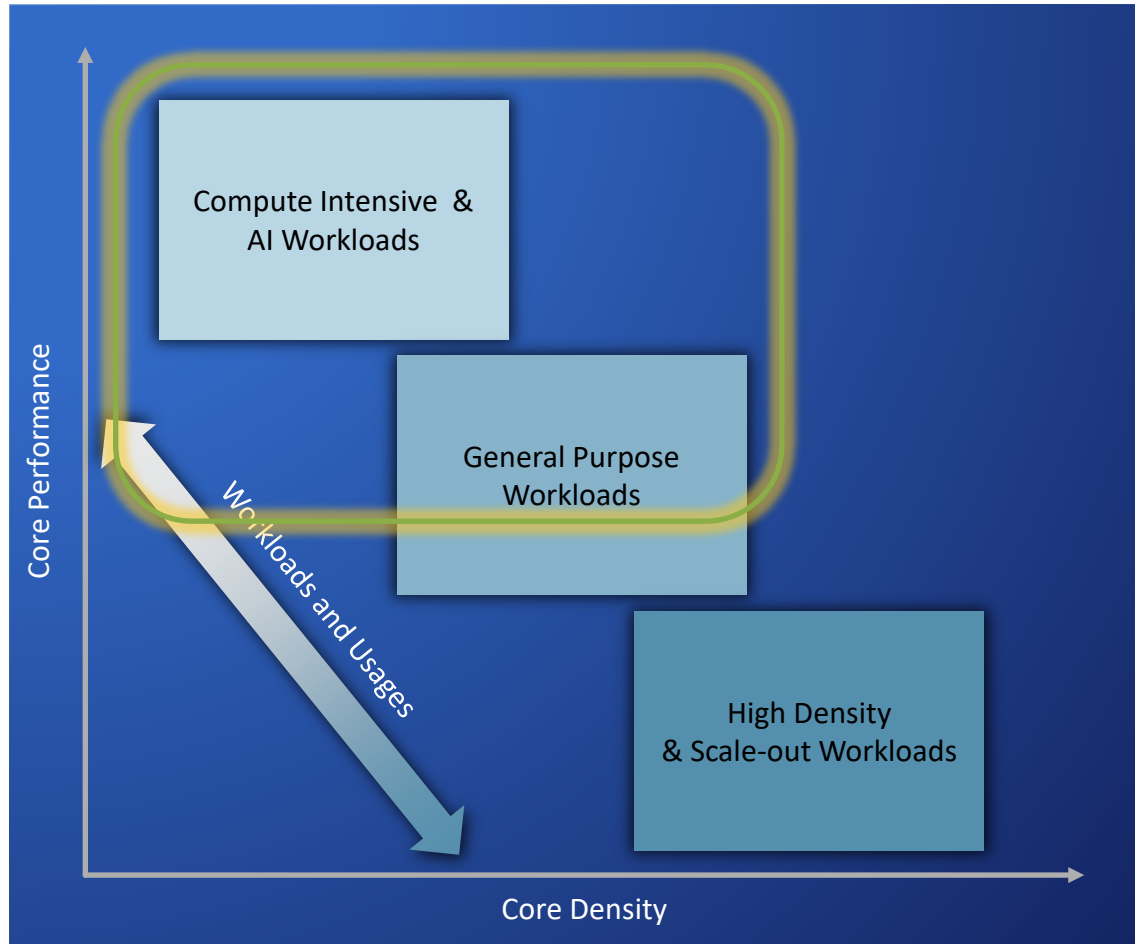 Compute Intensive  &
AI Workloads
General Purpose
Workloads
High Density
& Scale-out Workloads
Workloads and Usages
Core Performance
Core Density